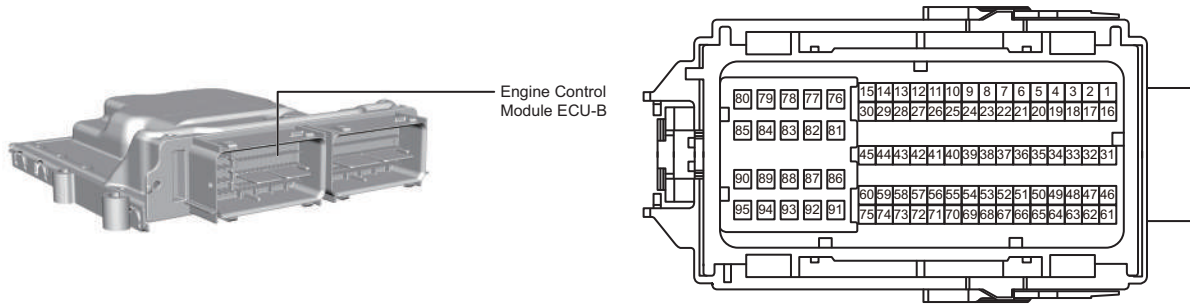 Engine Control
Module ECU-B
80 79 78 77 76
15 14 13 12 11 10 9 8 7 6 5 4 3 2 1
30 29 28 27 26 25 24 23 22 21 20 19 18 17 16
85 84 83 82 81
45 44 43 42 41 40 39 38 37 36 35 34 33 32 31
90 89 88 87 86
60 59 58 57 56 55 54 53 52 51 50 49 48 47 46
95 94 93 92 91
75 74 73 72 71 70 69 68 67 66 65 64 63 62 61